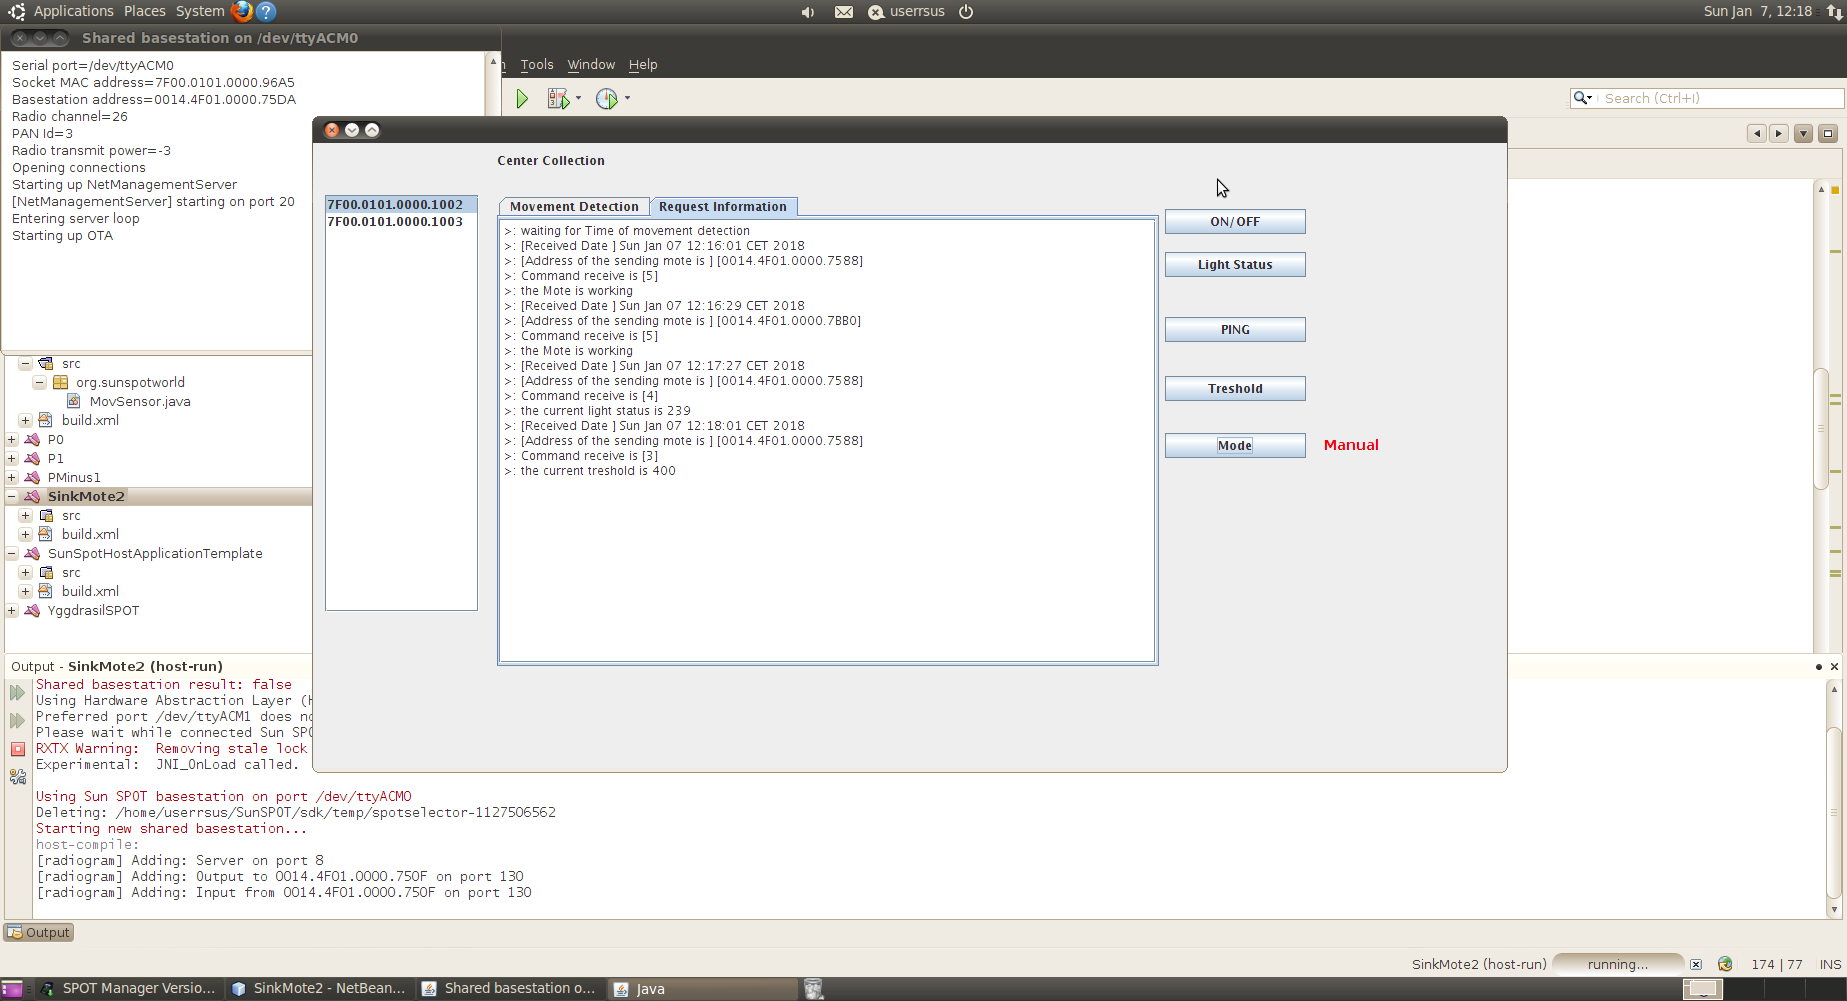 Applications Places System
userrsus
Sun Jan 7, 12:18
Shared basestation on /dev/ttyACM0
Serial port=/dev/ttyACM0
Socket MAC address=7F00.0101.0000.96A5
Basestation address=0014.4F01.0000.75DA
Radio channel=26
PAN Id=3
Radio transmit power=-3
Opening connections
Starting up NetManagementServer
[NetManagementServer] starting on port 20
Entering server loop
Starting up OTA
Tools Window Help
Search (Ctrl+I)
Center Collection
7F00.0101.0000.1002
7F00.0101.0000.1003
Movement Detection
Request Information
>: waiting for Time of movement detection
>: [Received Date ] Sun Jan 07 12:16:01 CET 2018
>: [Address of the sending mote is ] [0014.4F01.0000.7588]
>: Command receive is [5]
>: the Mote is working
>: [Received Date ] Sun Jan 07 12:16:29 CET 2018
>: [Address of the sending mote is ] [0014.4F01.0000.7BB0]
>: Command receive is [5]
>: the Mote is working
>: [Received Date ] Sun Jan 07 12:17:27 CET 2018
>: [Address of the sending mote is ] [0014.4F01.0000.7588]
>: Command receive is [4]
>: the current light status is 239
>: [Received Date ] Sun Jan 07 12:18:01 CET 2018
>: [Address of the sending mote is ] [0014.4F01.0000.7588]
>: Command receive is [3]
>: the current treshold is 400
ON/OFF
Light Status
PING
Treshold
Mode
Manual
src
org.sunspotworld
MovSensor.java
build.xml
P0
P1
PMinus1
SinkMote2
src
build.xml
SunSpotHostApplicationTemplate
src
build.xml
YggdrasilSPOT
Output - SinkMote2 (host-run)
Shared basestation result: false
Using Hardware Abstraction Layer (
Preferred port /dev/ttyACM1 does
Please wait while connected Sun
RXTX Warning: Removing stale lock
Experimental: JNI_OnLoad called.
Using Sun SPOT basestation on port /dev/ttyACM0
Deleting: /home/userrsus/SunSPOT/sdk/temp/spotselector-1127506562
Starting new shared basestation...
host-compile:
[radiogram] Adding: Server on port 8
[radiogram] Adding: Output to 0014.4F01.0000.750F on port 130
[radiogram] Adding: Input from 0014.4F01.0000.750F on port 130
Output
SinkMote2 (host-run)
running...
174 | 77
INS
SPOT Manager Versio...
SinkMote2 - NetBean...
Shared basestation o...
Java